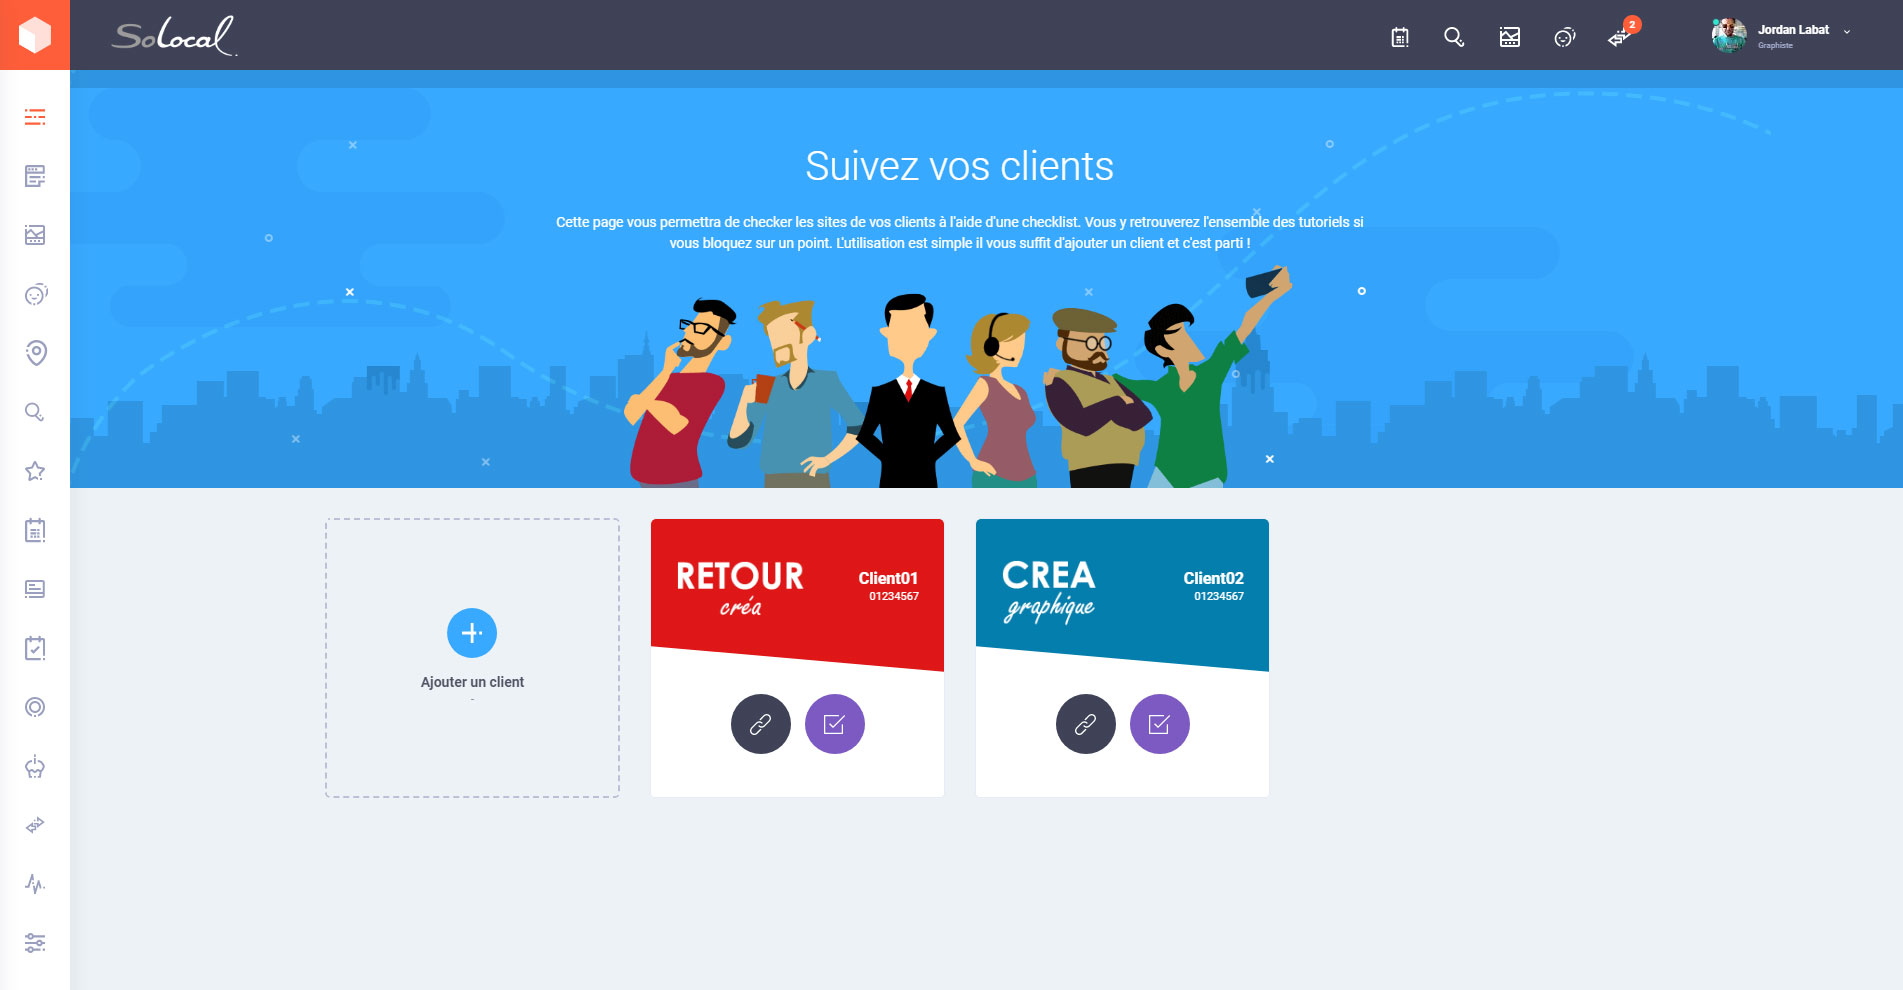 SoLocal
2
Jordan Labat
Graphiste
Suivez vos clients
Cette page vous permettra de checker les sites de vos clients à l'aide d'une checklist. Vous y retrouverez l'ensemble des tutoriels si
vous bloquez sur un point. L'utilisation est simple il vous suffit d'ajouter un client et c'est parti !
Ajouter un client
-
RETOUR
créa
Client01
01234567
CREA
graphique
Client02
01234567